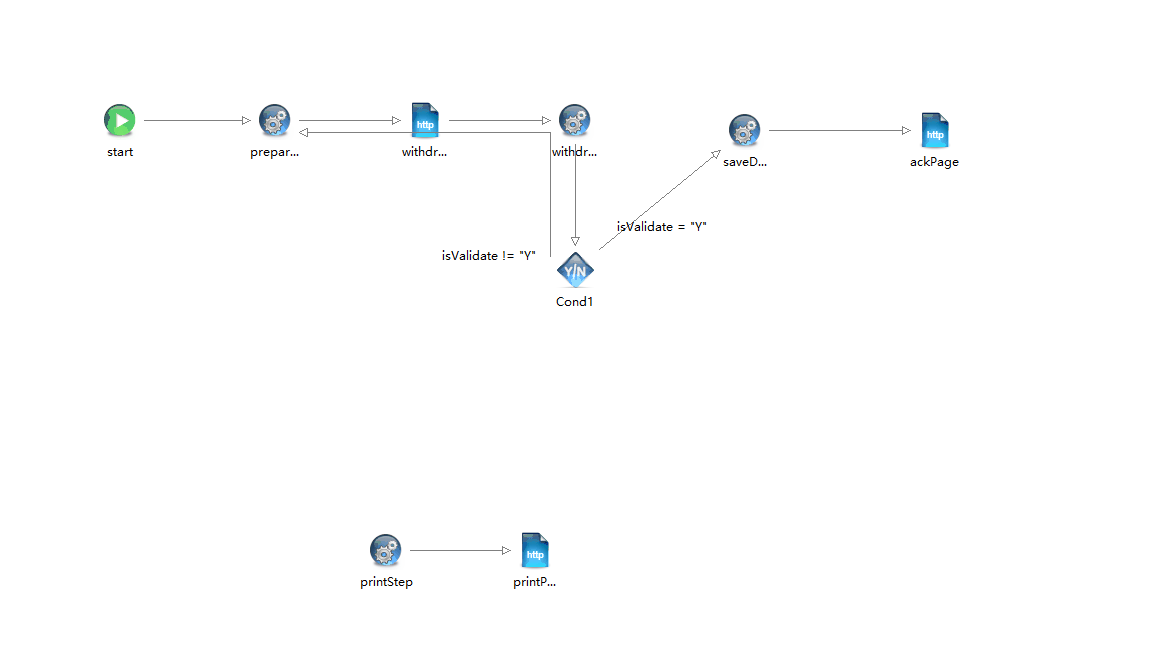 http
http
start
prepar...
withdr...
withdr...
saveD...
ackPage
isValidate = "Y"
isValidate != "Y"
Y/N
Cond1
http
printStep
printP...